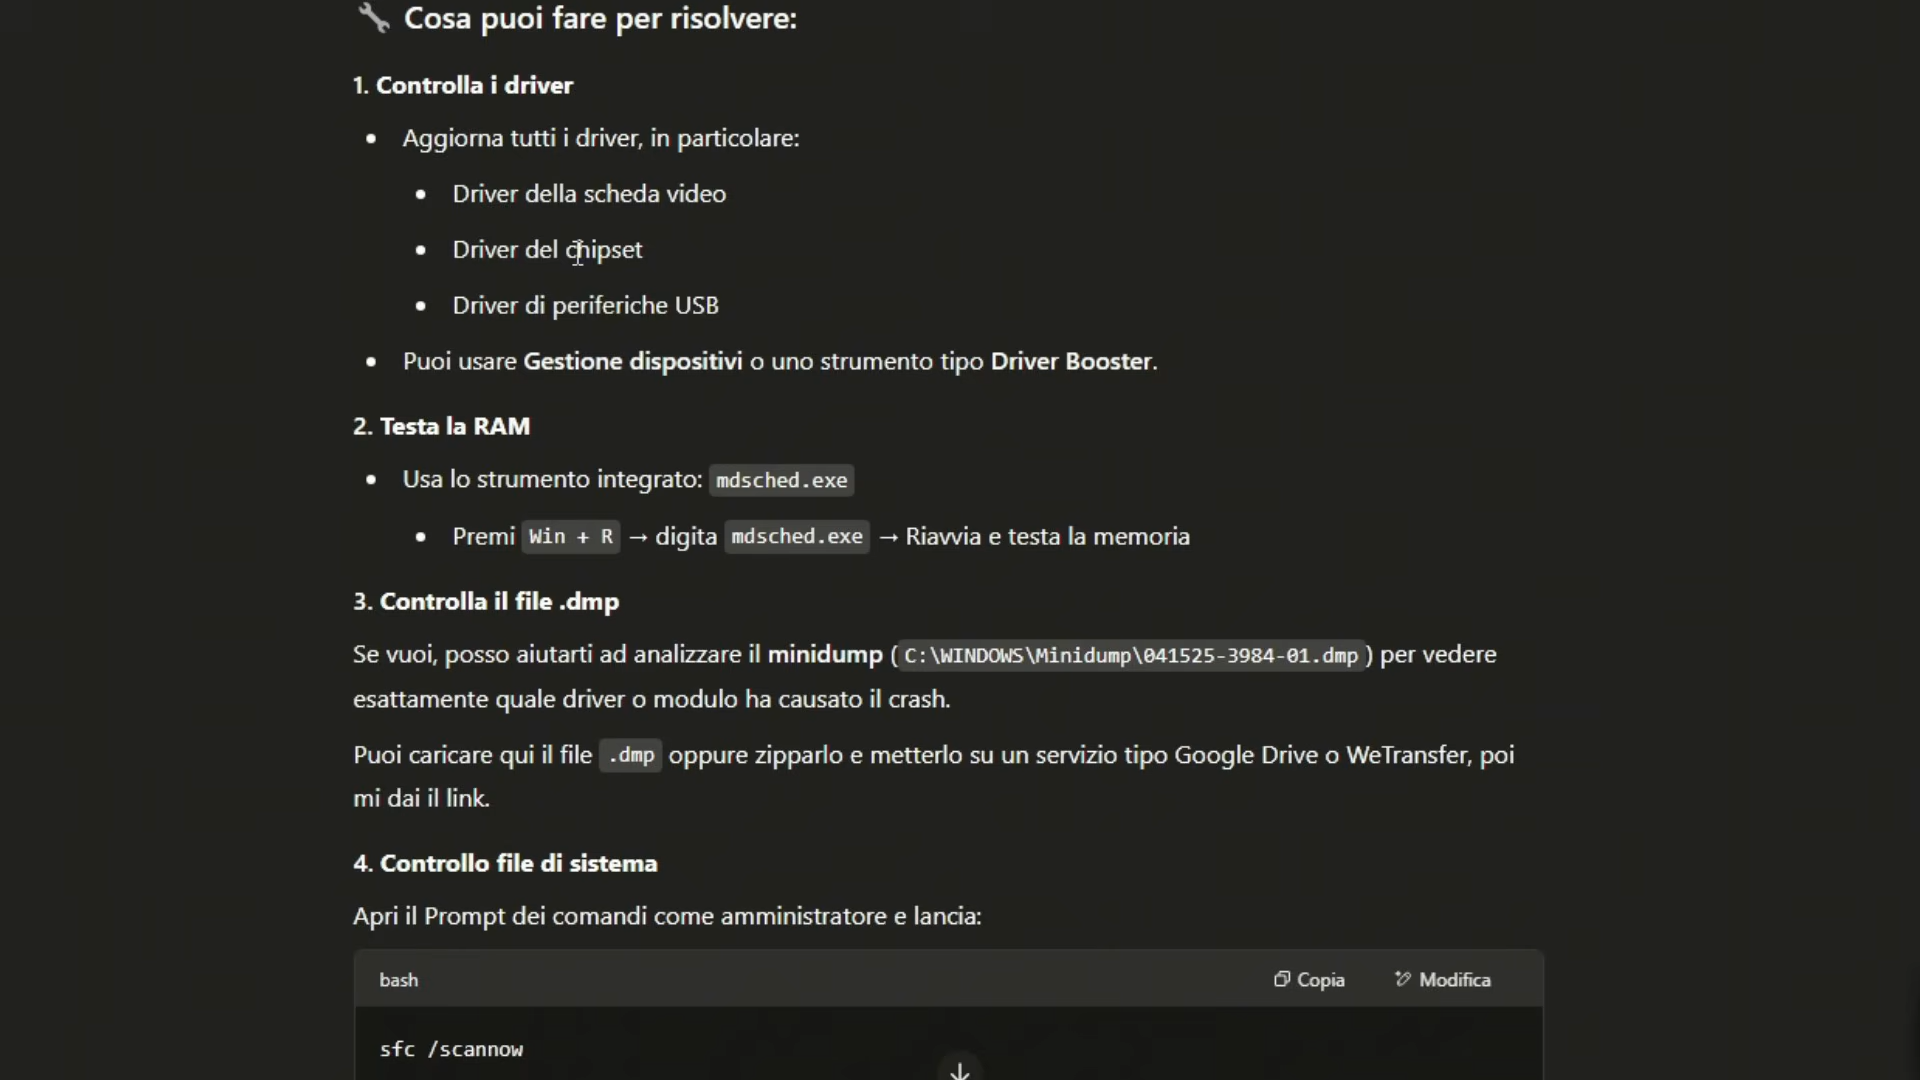 Cosa puoi fare per risolvere:
1. Controlla i driver
• Aggiorna tutti i driver, in particolare:
• Driver della scheda video
• Driver del chipset
• Driver di periferiche USB
• Puoi usare Gestione dispositivi o uno strumento tipo Driver Booster.
2. Testa la RAM
• Usa lo strumento integrato: mdsched.exe
• Premi Win + R → digita mdsched.exe → Riavvia e testa la memoria
3. Controlla il file .dmp
Se vuoi, posso aiutarti ad analizzare il minidump (C:\WINDOWS\Minidump\041525-3984-01.dmp) per vedere
esattamente quale driver o modulo ha causato il crash.
Puoi caricare qui il file .dmp oppure zipparlo e metterlo su un servizio tipo Google Drive o WeTransfer, poi
mi dai il link.
4. Controllo file di sistema
Apri il Prompt dei comandi come amministratore e lancia:
bash Copia Modifica
sfc /scannow